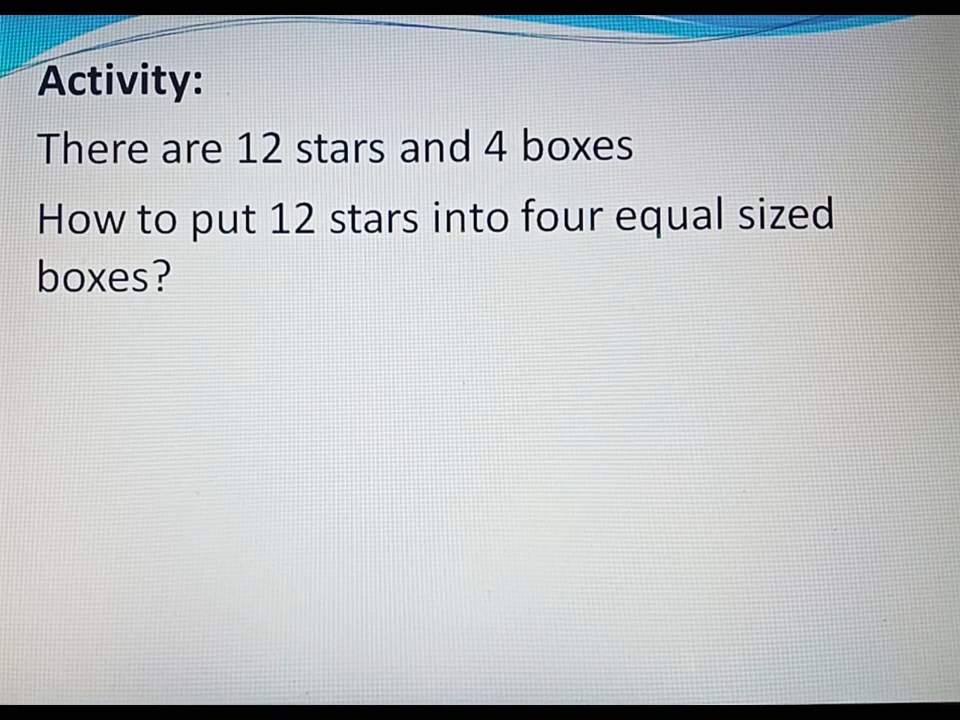 Activity:
There are 12 stars and 4 boxes
How to put 12 stars into four equal sized
boxes?